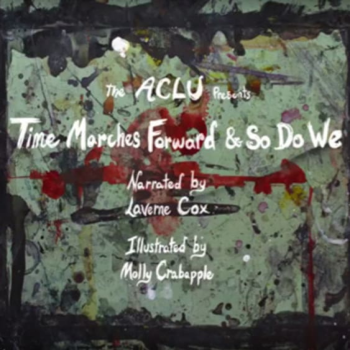 The ACLU Presents
Time Marches Forward & So Do We
Narrated by
Laverne Cox
Illustrated by
Molly Crabapple